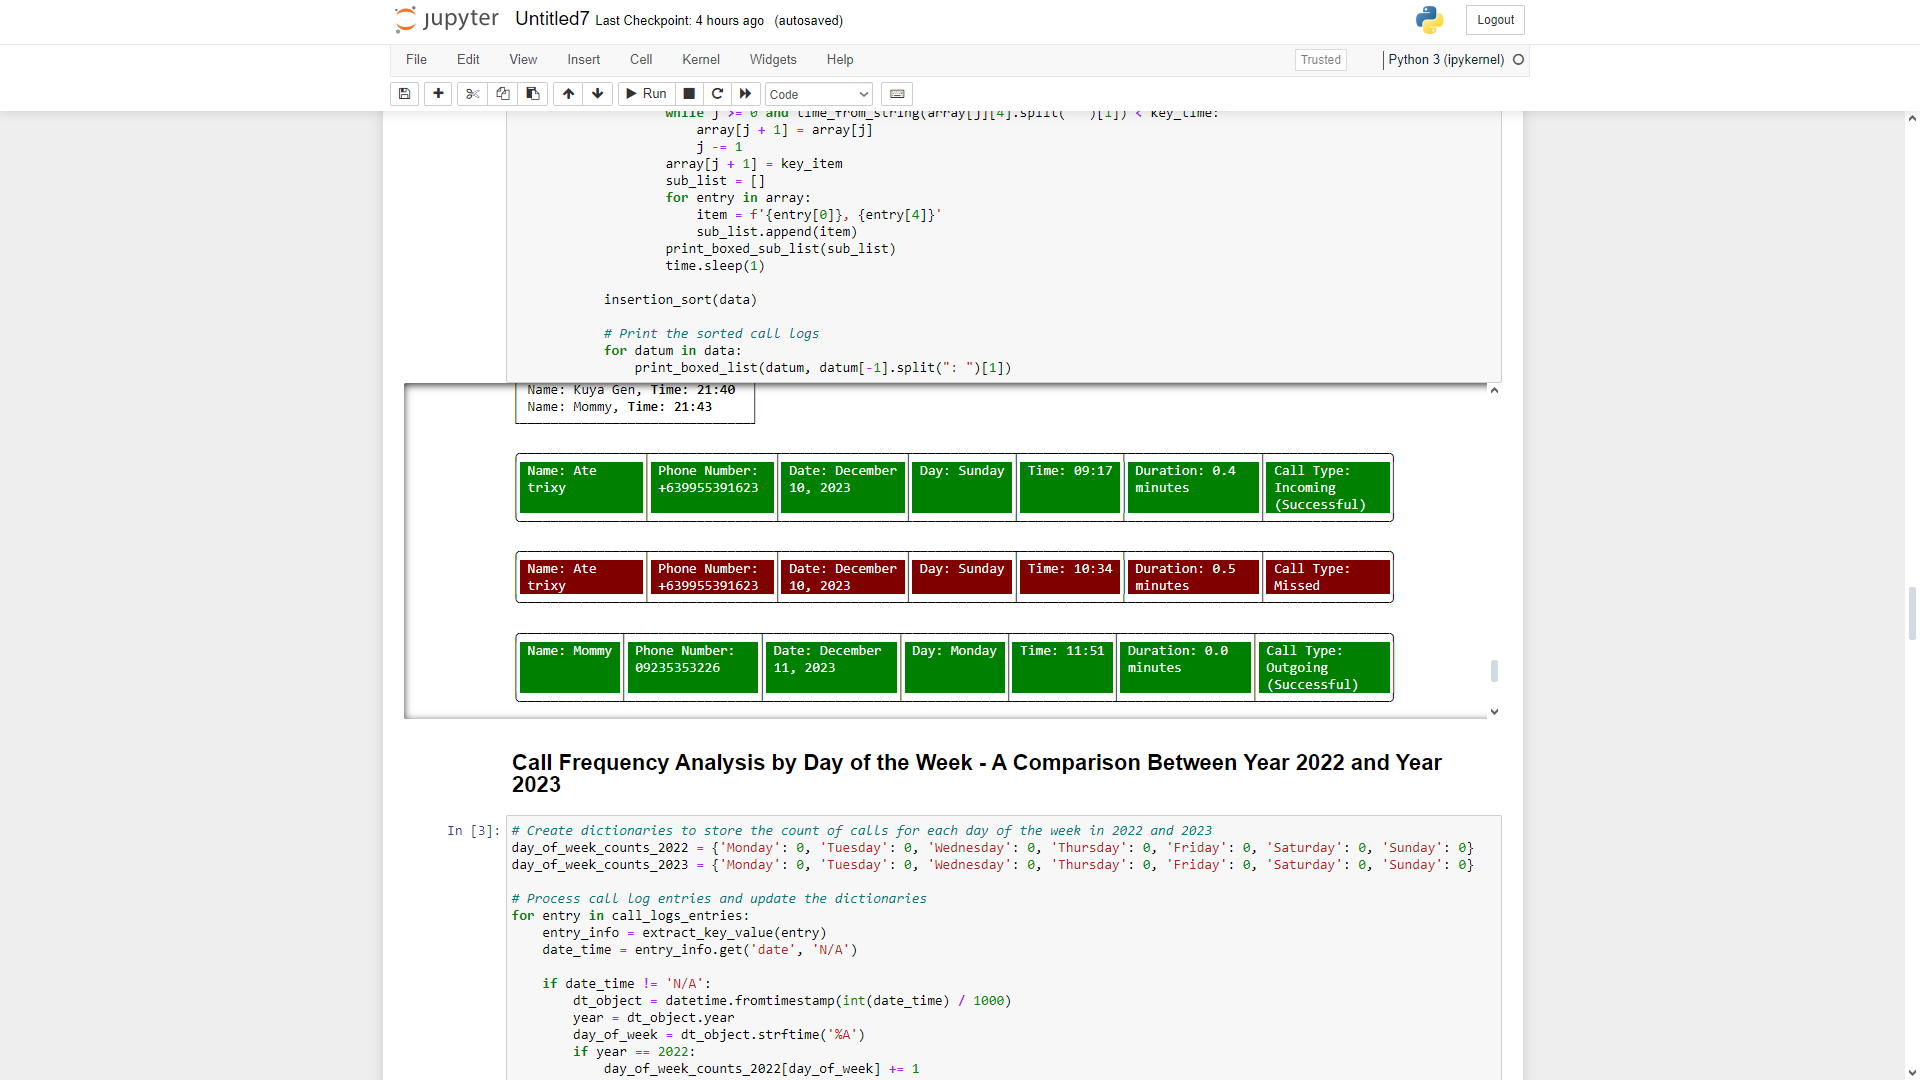 jupyter Untitled7 Last Checkpoint: 4 hours ago (autosaved)
Logout
File Edit View Insert Cell Kernel Widgets Help
Trusted
Python 3 (ipykernel)
Run
Code
while j >= 0 and time_from_string(array[j][4].split(" ")[1]) < key_time:
array[j + 1] = array[j]
j -= 1
array[j + 1] = key_item
sub_list = []
for entry in array:
item = f'{entry[0]}, {entry[4]}'
sub_list.append(item)
print_boxed_sub_list(sub_list)
time.sleep(1)
insertion_sort(data)
# Print the sorted call logs
for datum in data:
print_boxed_list(datum, datum[-1].split(": ")[1])
Name: Kuya Gen, Time: 21:40
Name: Mommy, Time: 21:43
Name: Ate trixy
Phone Number: +639955391623
Date: December 10, 2023
Day: Sunday
Time: 09:17
Duration: 0.4 minutes
Call Type: Incoming (Successful)
Name: Ate trixy
Phone Number: +639955391623
Date: December 10, 2023
Day: Sunday
Time: 10:34
Duration: 0.5 minutes
Call Type: Missed
Name: Mommy
Phone Number: 09235353226
Date: December 11, 2023
Day: Monday
Time: 11:51
Duration: 0.0 minutes
Call Type: Outgoing (Successful)
Call Frequency Analysis by Day of the Week - A Comparison Between Year 2022 and Year
2023
In [3]:
# Create dictionaries to store the count of calls for each day of the week in 2022 and 2023
day_of_week_counts_2022 = {'Monday': 0, 'Tuesday': 0, 'Wednesday': 0, 'Thursday': 0, 'Friday': 0, 'Saturday': 0, 'Sunday': 0}
day_of_week_counts_2023 = {'Monday': 0, 'Tuesday': 0, 'Wednesday': 0, 'Thursday': 0, 'Friday': 0, 'Saturday': 0, 'Sunday': 0}
# Process call log entries and update the dictionaries
for entry in call_logs_entries:
entry_info = extract_key_value(entry)
date_time = entry_info.get('date', 'N/A')
if date_time != 'N/A':
dt_object = datetime.fromtimestamp(int(date_time) / 1000)
year = dt_object.year
day_of_week = dt_object.strftime('%A')
if year == 2022:
day_of_week_counts_2022[day_of_week] += 1